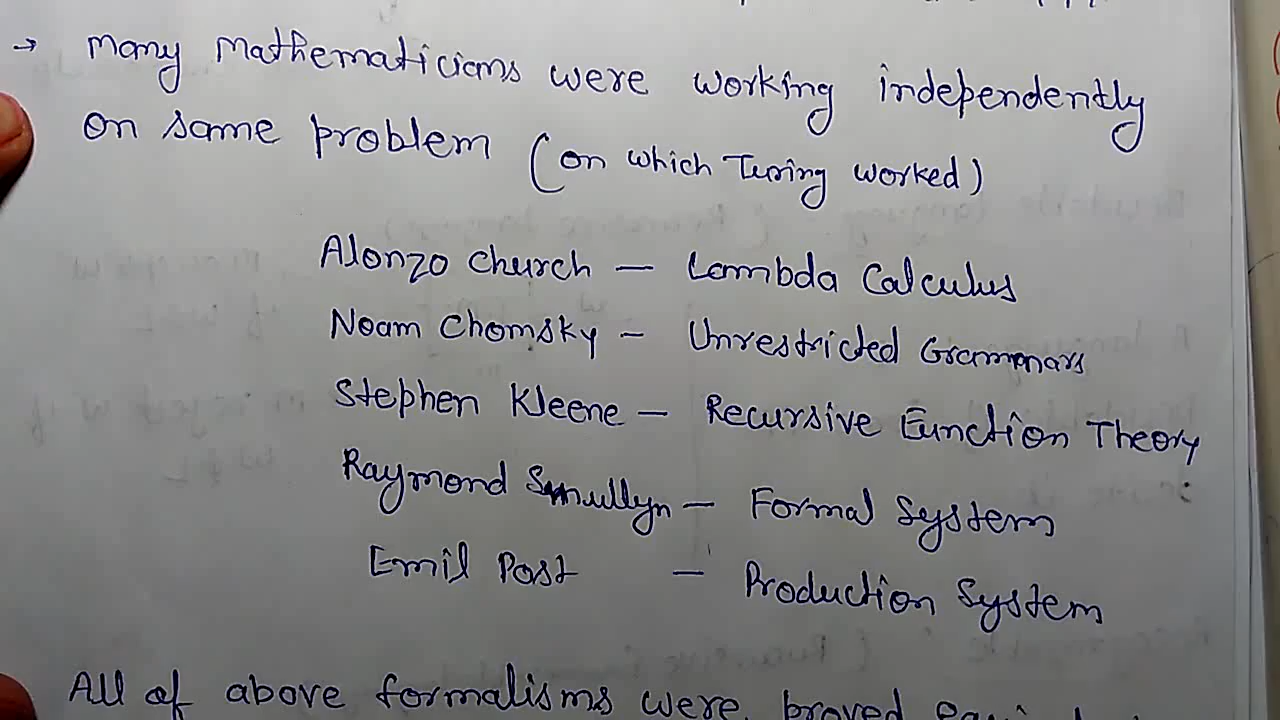 → Many Mathematicians were working independently
on same problem (on which Turing worked)
Alonzo Church — Lambda Calculus
Noam Chomsky — Unrestricted Grammars
Stephen Kleene — Recursive Function Theory
Raymond Smullyn — Formal System
Emil Post — Production System
All of above formalisms were proved